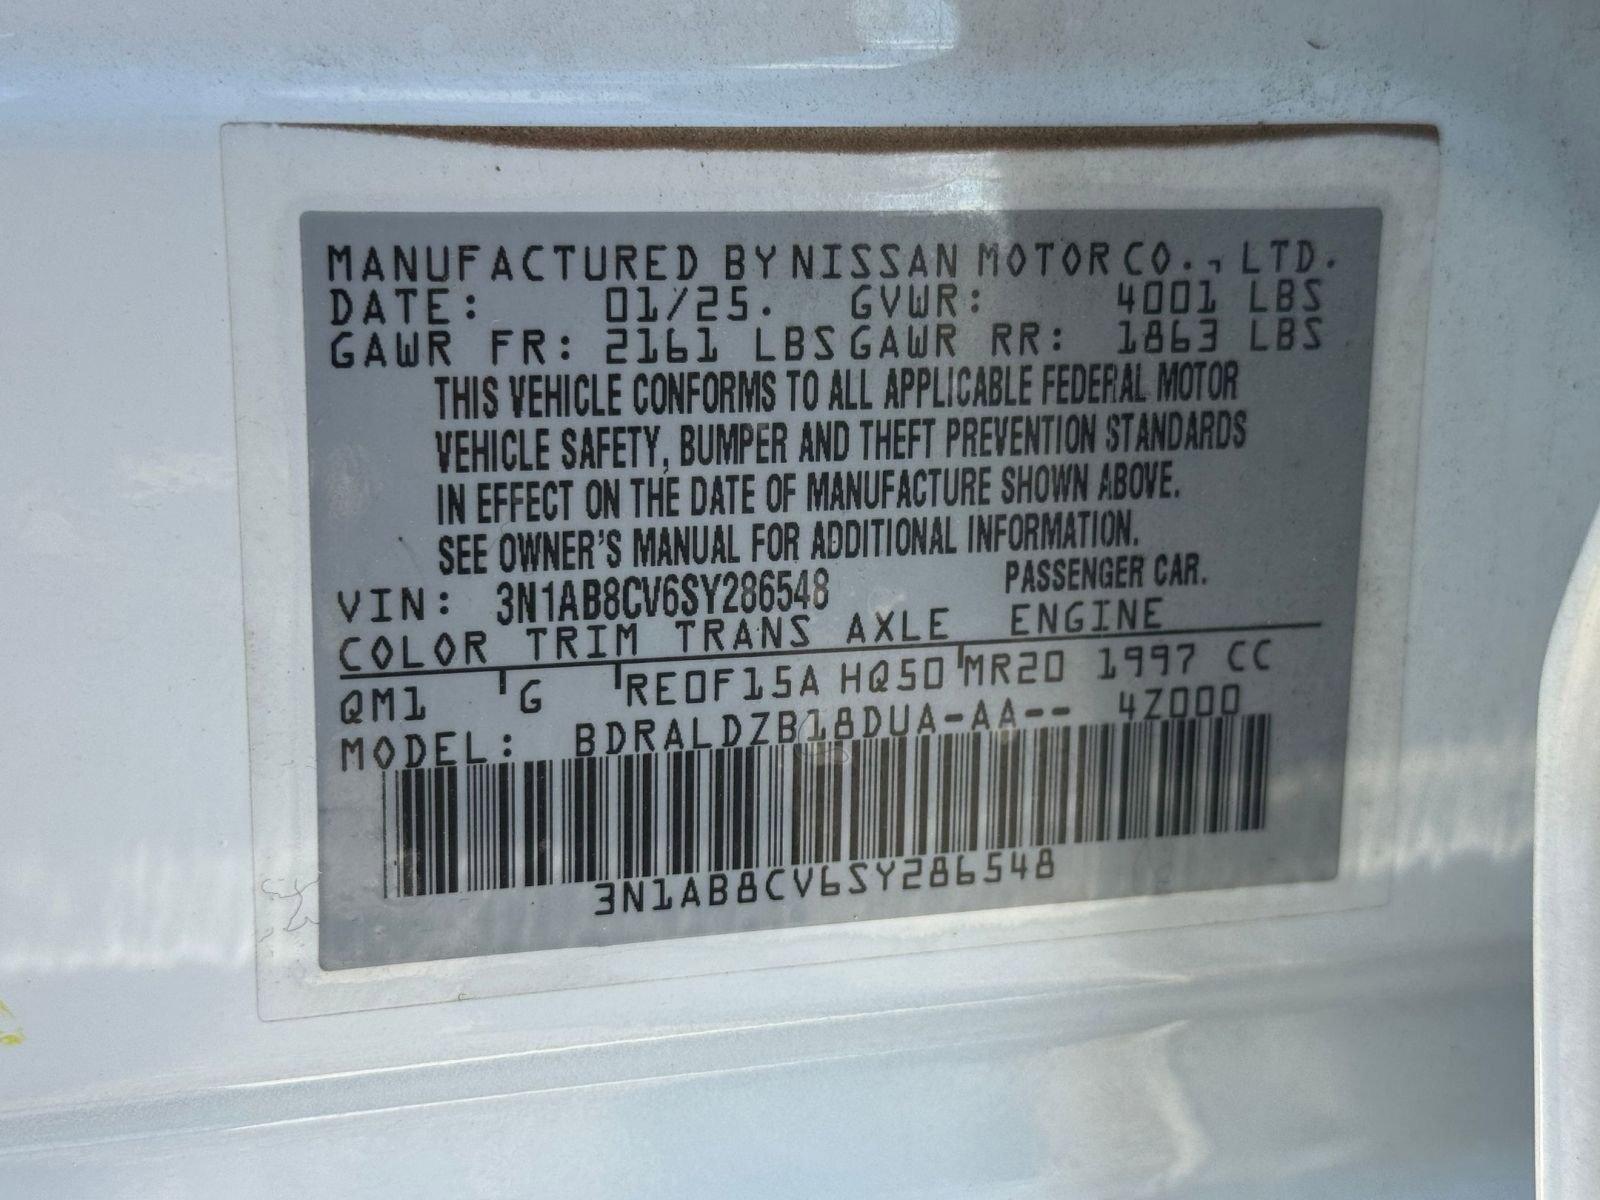 MANUFACTURED BY NISSAN MOTOR CO., LTD.
DATE: 01/25. GVWR: 4001 LBS
GAWR FR: 2161 LBS GAWR RR: 1863 LBS
THIS VEHICLE CONFORMS TO ALL APPLICABLE FEDERAL MOTOR
VEHICLE SAFETY, BUMPER AND THEFT PREVENTION STANDARDS
IN EFFECT ON THE DATE OF MANUFACTURE SHOWN ABOVE.
SEE OWNER'S MANUAL FOR ADDITIONAL INFORMATION.
VIN: 3N1AB8CV6SY286548 PASSENGER CAR.
COLOR TRIM TRANS AXLE ENGINE
QM1 G RE0F15A HQ50 MR20 1997 CC
MODEL: BDRALDZB18DUA-AA-- 4Z000
3N1AB8CV6SY286548